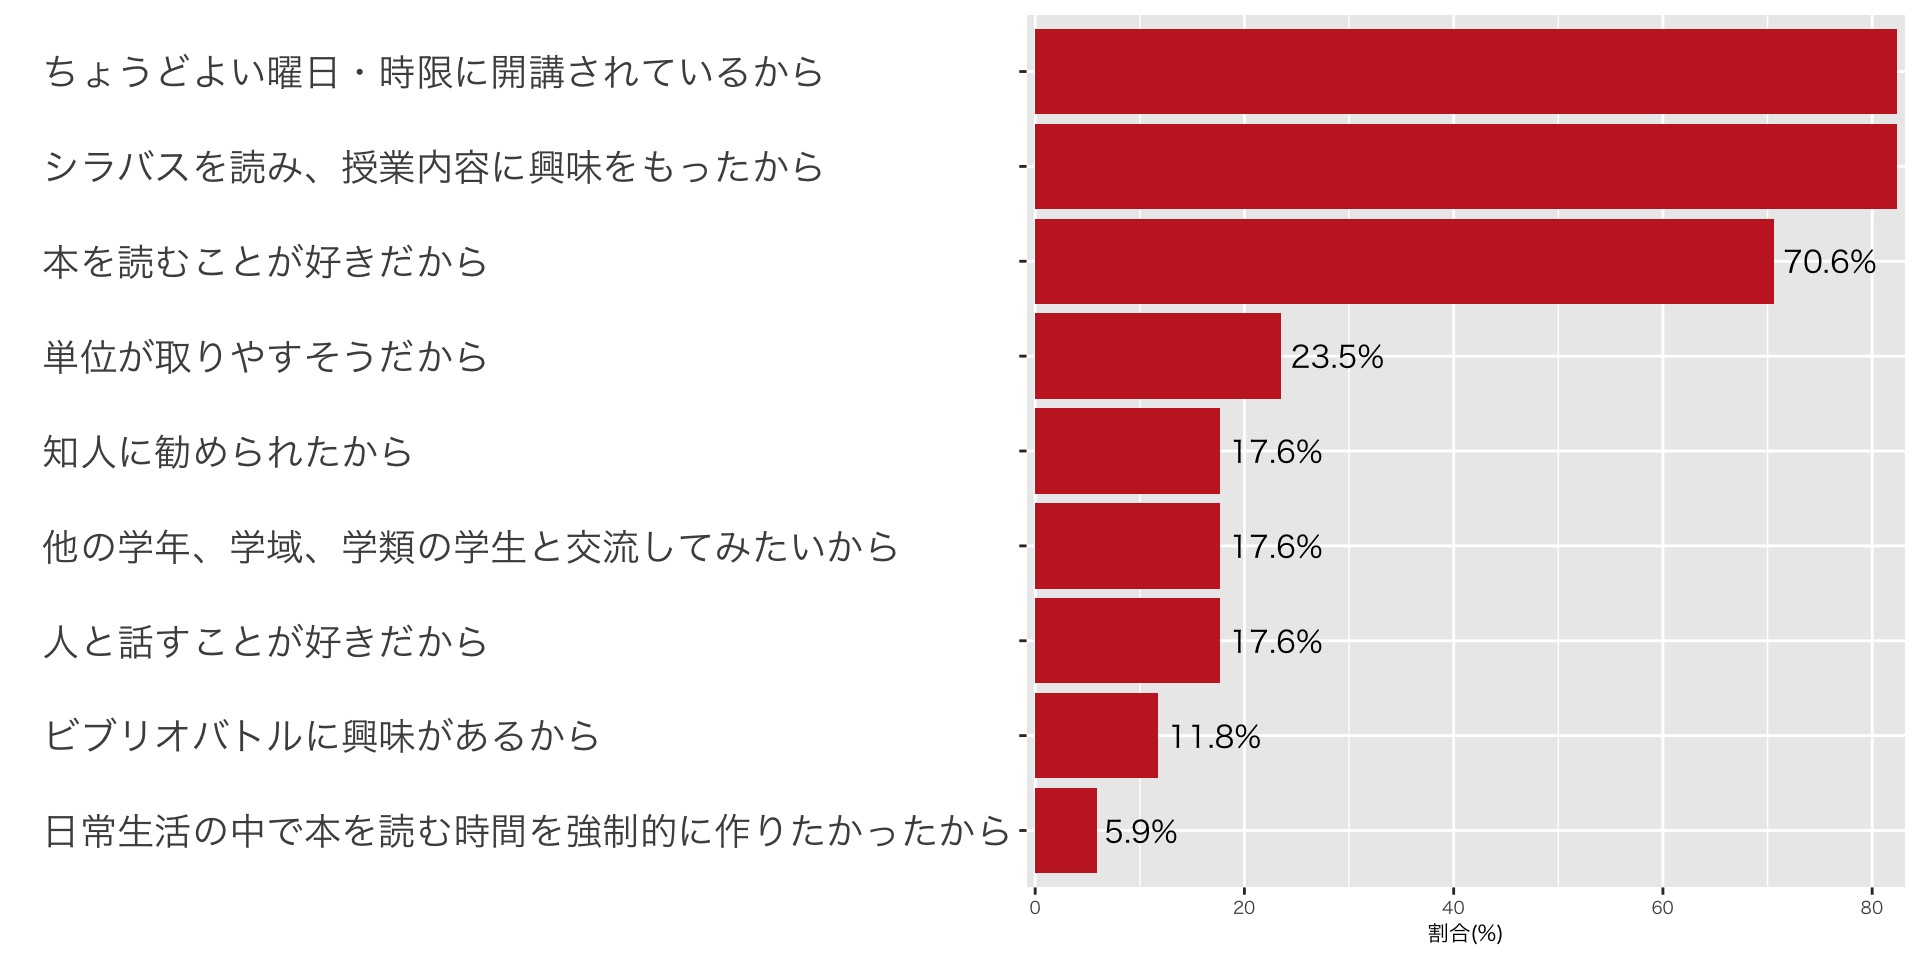 ちょうどよい曜日・時限に開講されているから
シラバスを読み、授業内容に興味をもったから
本を読むことが好きだから 70.6%
単位が取りやすそうだから 23.5%
知人に勧められたから 17.6%
他の学年、学域、学類の学生と交流してみたいから 17.6%
人と話すことが好きだから 17.6%
ビブリオバトルに興味があるから 11.8%
日常生活の中で本を読む時間を強制的に作りたかったから 5.9%
0 20 40 60 80
割合(%)